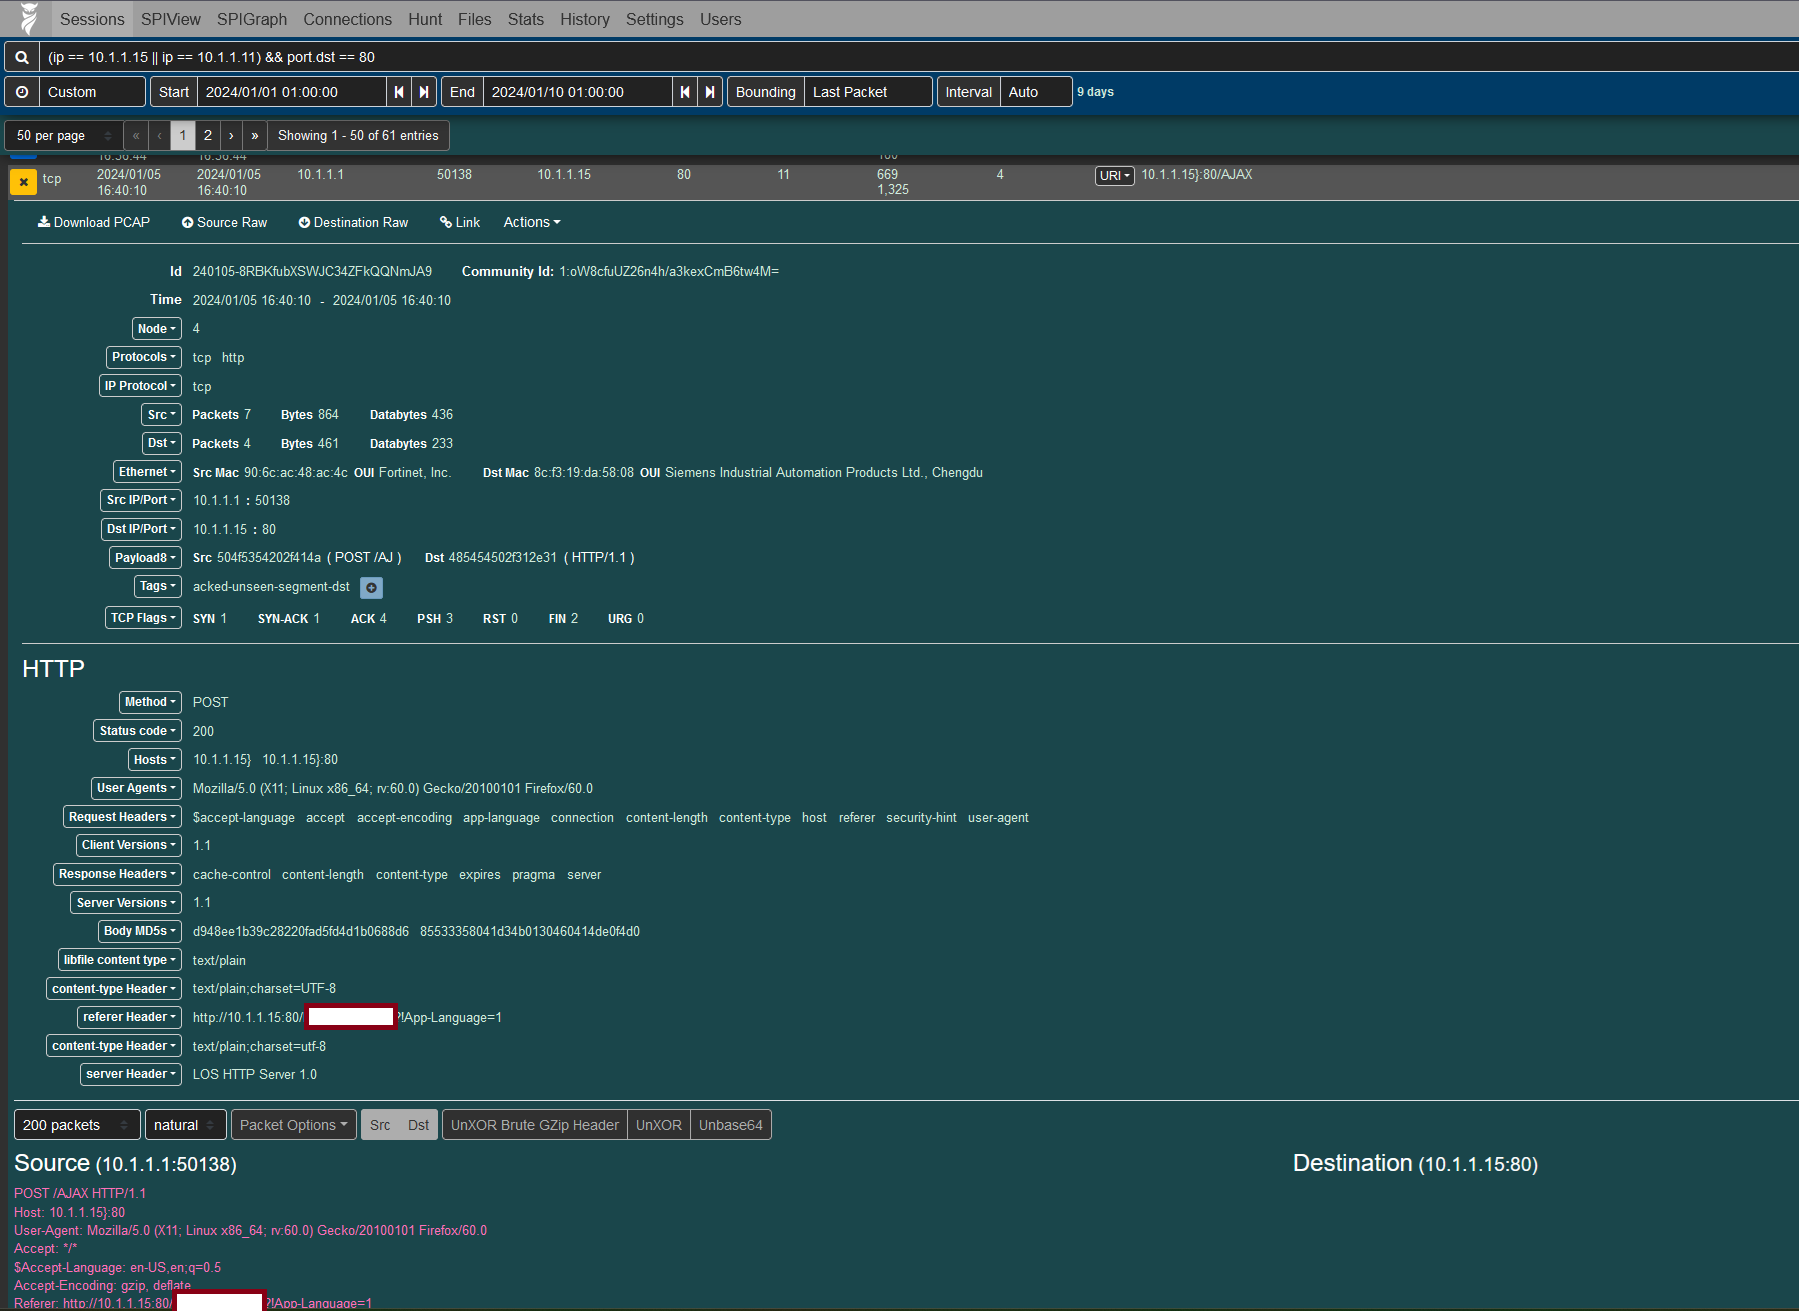 Sessions SPIView SPIGraph Connections Hunt Files Stats History Settings Users
(ip == 10.1.1.15 || ip == 10.1.1.11) && port.dst == 80
Custom Start 2024/01/01 01:00:00 End 2024/01/10 01:00:00 Bounding Last Packet Interval Auto 9 days
50 per page « ‹ 1 2 › » Showing 1 - 50 of 61 entries
16:36:44 16:36:44 100
tcp 2024/01/05 2024/01/05 10.1.1.1 50138 10.1.1.15 80 11 669 4 URI 10.1.1.15}:80/AJAX
16:40:10 16:40:10 1,325
Download PCAP Source Raw Destination Raw Link Actions
Id 240105-8RBKfubXSWJC34ZFkQQNmJA9 Community Id: 1:oW8cfuUZ26n4h/a3kexCmB6tw4M=
Time 2024/01/05 16:40:10 - 2024/01/05 16:40:10
Node 4
Protocols tcp http
IP Protocol tcp
Src Packets 7 Bytes 864 Databytes 436
Dst Packets 4 Bytes 461 Databytes 233
Ethernet Src Mac 90:6c:ac:48:ac:4c OUI Fortinet, Inc. Dst Mac 8c:f3:19:da:58:08 OUI Siemens Industrial Automation Products Ltd., Chengdu
Src IP/Port 10.1.1.1 : 50138
Dst IP/Port 10.1.1.15 : 80
Payload8 Src 504f5354202f414a ( POST /AJ ) Dst 485454502f312e31 ( HTTP/1.1 )
Tags acked-unseen-segment-dst
TCP Flags SYN 1 SYN-ACK 1 ACK 4 PSH 3 RST 0 FIN 2 URG 0
HTTP
Method POST
Status code 200
Hosts 10.1.1.15} 10.1.1.15}:80
User Agents Mozilla/5.0 (X11; Linux x86_64; rv:60.0) Gecko/20100101 Firefox/60.0
Request Headers $accept-language accept accept-encoding app-language connection content-length content-type host referer security-hint user-agent
Client Versions 1.1
Response Headers cache-control content-length content-type expires pragma server
Server Versions 1.1
Body MD5s d948ee1b39c28220fad5fd4d1b0688d6 85533358041d34b0130460414de0f4d0
libfile content type text/plain
content-type Header text/plain;charset=UTF-8
referer Header http://10.1.1.15:80/ ?!App-Language=1
content-type Header text/plain;charset=utf-8
server Header LOS HTTP Server 1.0
200 packets natural Packet Options Src Dst UnXOR Brute GZip Header UnXOR Unbase64
Source (10.1.1.1:50138) Destination (10.1.1.15:80)
POST /AJAX HTTP/1.1
Host: 10.1.1.15}:80
User-Agent: Mozilla/5.0 (X11; Linux x86_64; rv:60.0) Gecko/20100101 Firefox/60.0
Accept: */*
$Accept-Language: en-US,en;q=0.5
Accept-Encoding: gzip, deflate
Referer: http://10.1.1.15:80/ ?!App-Language=1